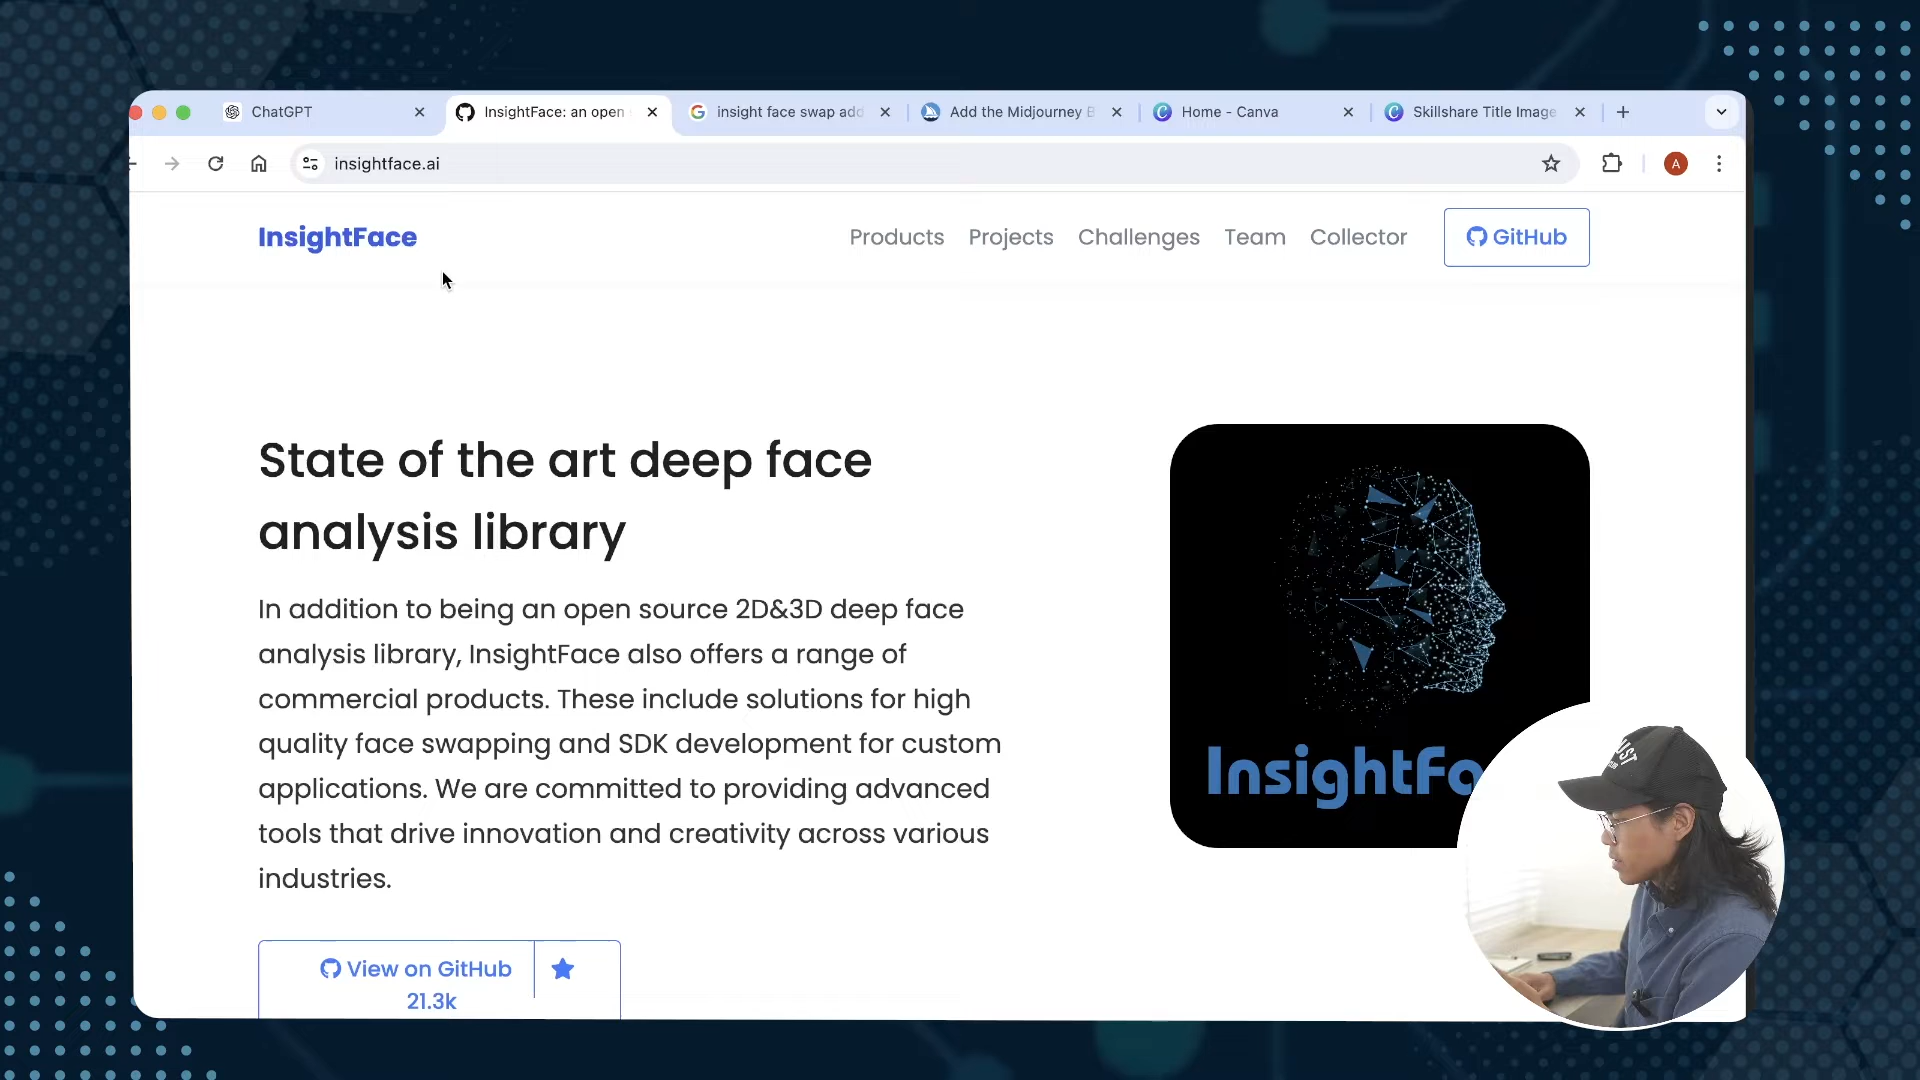 ChatGPT
InsightFace: an open
insight face swap add
Add the Midjourney B
Home - Canva
Skillshare Title Image
insightface.ai
A
InsightFace
Products
Projects
Challenges
Team
Collector
GitHub
State of the art deep face
analysis library
In addition to being an open source 2D&3D deep face
analysis library, InsightFace also offers a range of
commercial products. These include solutions for high
quality face swapping and SDK development for custom
applications. We are committed to providing advanced
tools that drive innovation and creativity across various
industries.
View on GitHub
21.3k
InsightFa